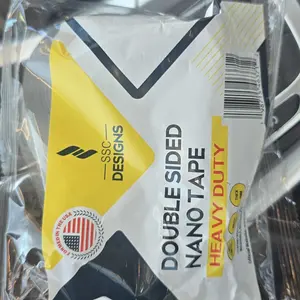 SSC
DESIGNS
DOUBLE SIDED
NANO TAPE
HEAVY DUTY